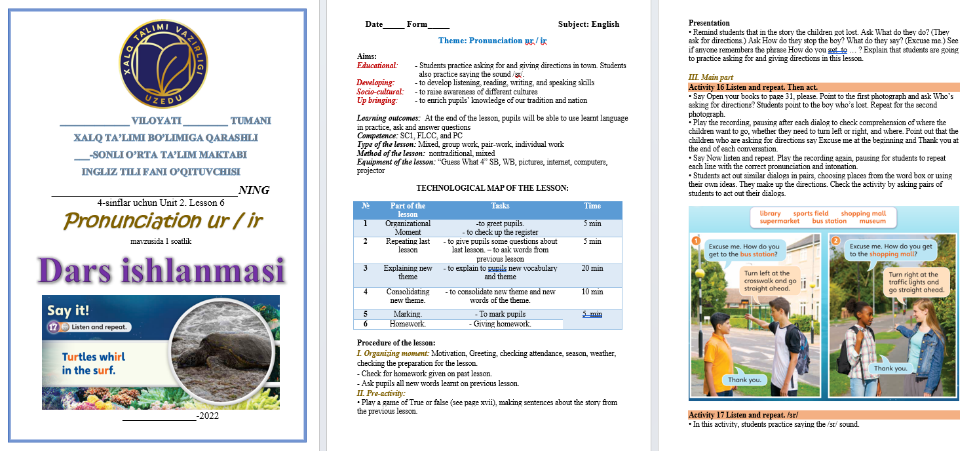 XALQ TALIMI VAZIRLIGI
UZEDU
_______________ VILOYATI __________ TUMANI
XALQ TA'LIMI BO'LIMIGA QARASHLI
___-SONLI O'RTA TA'LIM MAKTABI
INGLIZ TILI FANI O'QITUVCHISI
______________________________NING
4-sinflar uchun Unit 2. Lesson 6
Pronunciation ur / ir
mavzusida 1 soatlik
Dars ishlanmasi
Say it!
17 Listen and repeat.
Turtles whirl
in the surf.
_______________-2022
Date_____ Form_____ Subject: English
Theme: Pronunciation ur / ir
Aims:
Educational: - Students practice asking for and giving directions in town. Students
also practice saying the sound /sr/.
Developing: - to develop listening, reading, writing, and speaking skills
Socio-cultural: - to raise awareness of different cultures
Up bringing: - to enrich pupils' knowledge of our tradition and nation
Learning outcomes: At the end of the lesson, pupils will be able to use learnt language
in practice, ask and answer questions
Competence: SC1, FLCC, and PC
Type of the lesson: Mixed, group work, pair-work, individual work
Method of the lesson: nontraditional, mixed
Equipment of the lesson: "Guess What 4" SB, WB, pictures, internet, computers,
projector
TECHNOLOGICAL MAP OF THE LESSON:
№ Part of the lesson Tasks Time
1 Organizational Moment -to greet pupils. - to check up the register 5 min
2 Repeating last lesson - to give pupils some questions about last lesson. – to ask words from previous lesson 5 min
3 Explaining new theme - to explain to pupils new vocabulary and theme 20 min
4 Consolidating new theme. - to consolidate new theme and new words of the theme. 10 min
5 Marking. - To mark pupils 5 min
6 Homework. - Giving homework.
Procedure of the lesson:
I. Organizing moment: Motivation, Greeting, checking attendance, season, weather,
checking the preparation for the lesson.
- Check for homework given on past lesson.
- Ask pupils all new words learnt on previous lesson.
II. Pre-activity:
• Play a game of True or false (see page xvii), making sentences about the story from
the previous lesson.
Presentation
• Remind students that in the story the children got lost. Ask What do they do? (They
ask for directions.) Ask How do they stop the boy? What do they say? (Excuse me.) See
if anyone remembers the phrase How do you get to … ? Explain that students are going
to practice asking for and giving directions in this lesson.
III. Main part
Activity 16 Listen and repeat. Then act.
• Say Open your books to page 31, please. Point to the first photograph and ask Who's
asking for directions? Students point to the boy who's lost. Repeat for the second
photograph.
• Play the recording, pausing after each dialog to check comprehension of where the
children want to go, whether they need to turn left or right, and where. Point out that the
children who are asking for directions say Excuse me at the beginning and Thank you at
the end of each conversation.
• Say Now listen and repeat. Play the recording again, pausing for students to repeat
each line with the correct pronunciation and intonation.
• Students act out similar dialogs in pairs, choosing places from the word box or using
their own ideas. They make up the directions. Check the activity by asking pairs of
students to act out their dialogs.
library sports field shopping mall
supermarket bus station museum
1
Excuse me. How do you
get to the bus station?
Turn left at the
crosswalk and go
straight ahead.
Thank you.
2
Excuse me. How do you get
to the shopping mall?
Turn right at the
traffic lights and
go straight ahead.
Thank you.
Activity 17 Listen and repeat. /sr/
• In this activity, students practice saying the /sr/ sound.